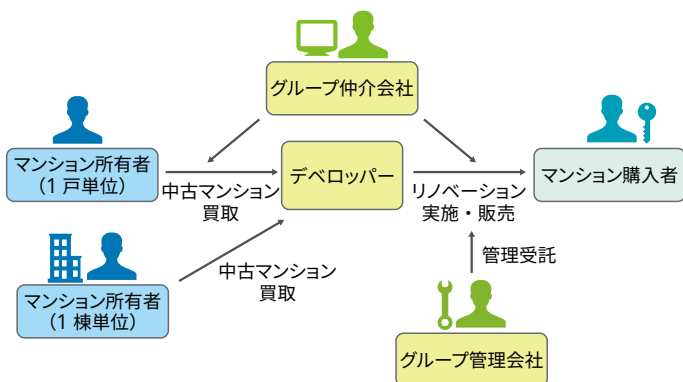 グループ仲介会社
マンション所有者
（1 戸単位）
中古マンション
買取
デベロッパー
リノベーション
実施・販売
マンション購入者
マンション所有者
（1 棟単位）
中古マンション
買取
管理受託
グループ管理会社